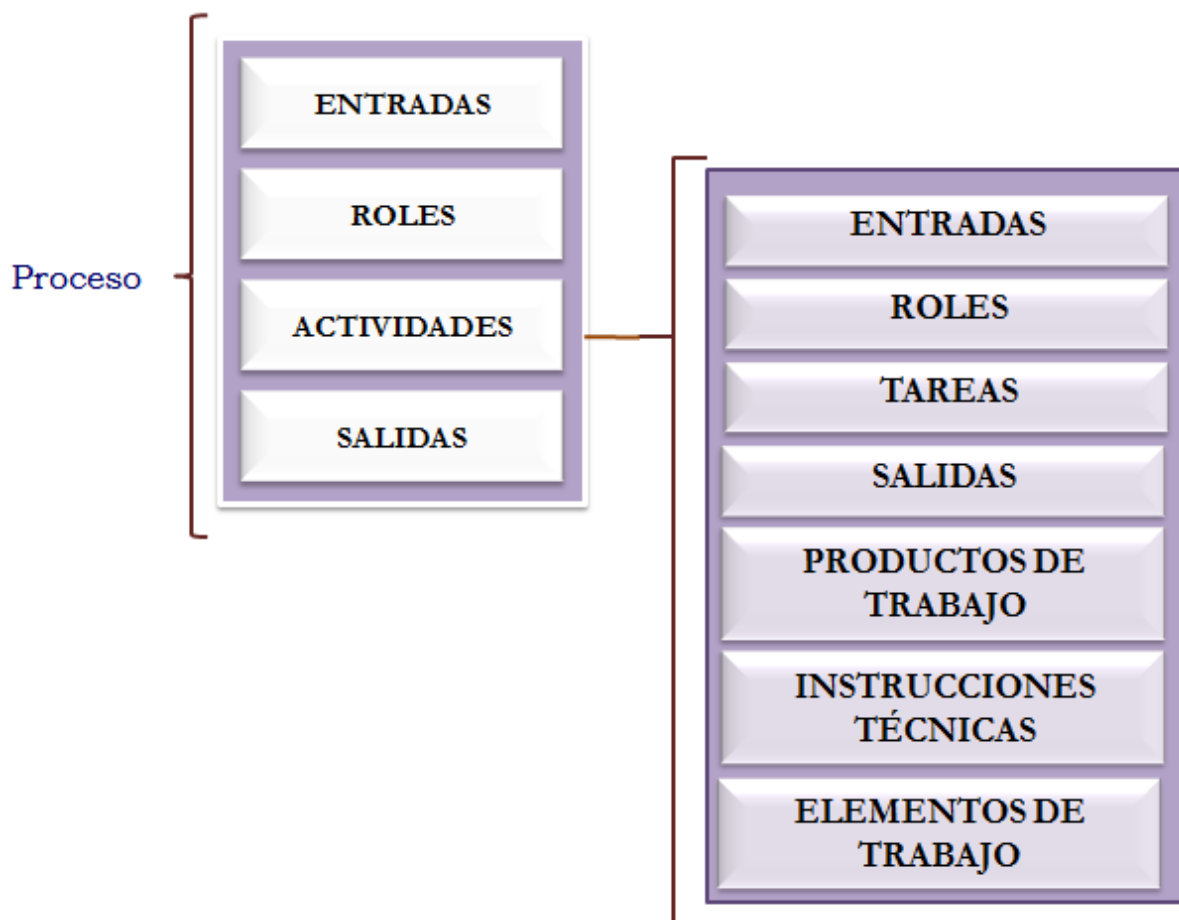 Proceso
ENTRADAS
ROLES
ACTIVIDADES
SALIDAS
ENTRADAS
ROLES
TAREAS
SALIDAS
PRODUCTOS DE
TRABAJO
INSTRUCCIONES
TÉCNICAS
ELEMENTOS DE
TRABAJO